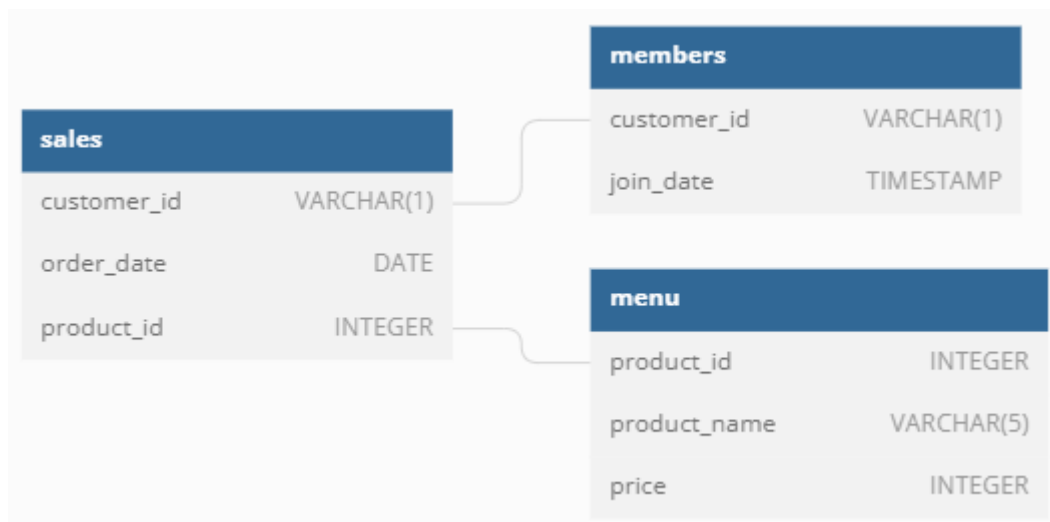 sales
customer_id VARCHAR(1)
order_date DATE
product_id INTEGER
members
customer_id VARCHAR(1)
join_date TIMESTAMP
menu
product_id INTEGER
product_name VARCHAR(5)
price INTEGER